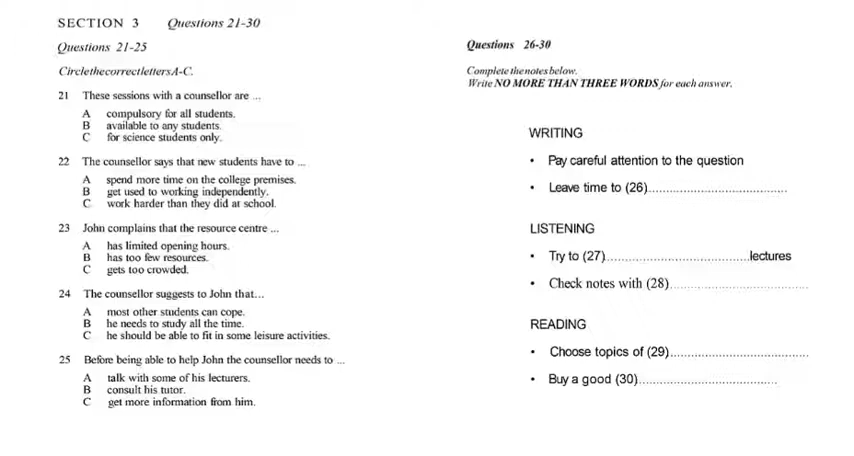 SECTION 3 Questions 21-30
Questions 21-25
CirclethecorrectlettersA-C.
21 These sessions with a counsellor are ...
A compulsory for all students.
B available to any students.
C for science students only.
22 The counsellor says that new students have to ...
A spend more time on the college premises.
B get used to working independently.
C work harder than they did at school.
23 John complains that the resource centre ...
A has limited opening hours.
B has too few resources.
C gets too crowded.
24 The counsellor suggests to John that...
A most other students can cope.
B he needs to study all the time.
C he should be able to fit in some leisure activities.
25 Before being able to help John the counsellor needs to ...
A talk with some of his lecturers.
B consult his tutor.
C get more information from him.
Questions 26-30
Completethenotesbelow.
Write NO MORE THAN THREE WORDS for each answer.
WRITING
• Pay careful attention to the question
• Leave time to (26)........................................
LISTENING
• Try to (27)..........................................lectures
• Check notes with (28)........................................
READING
• Choose topics of (29)........................................
• Buy a good (30)........................................